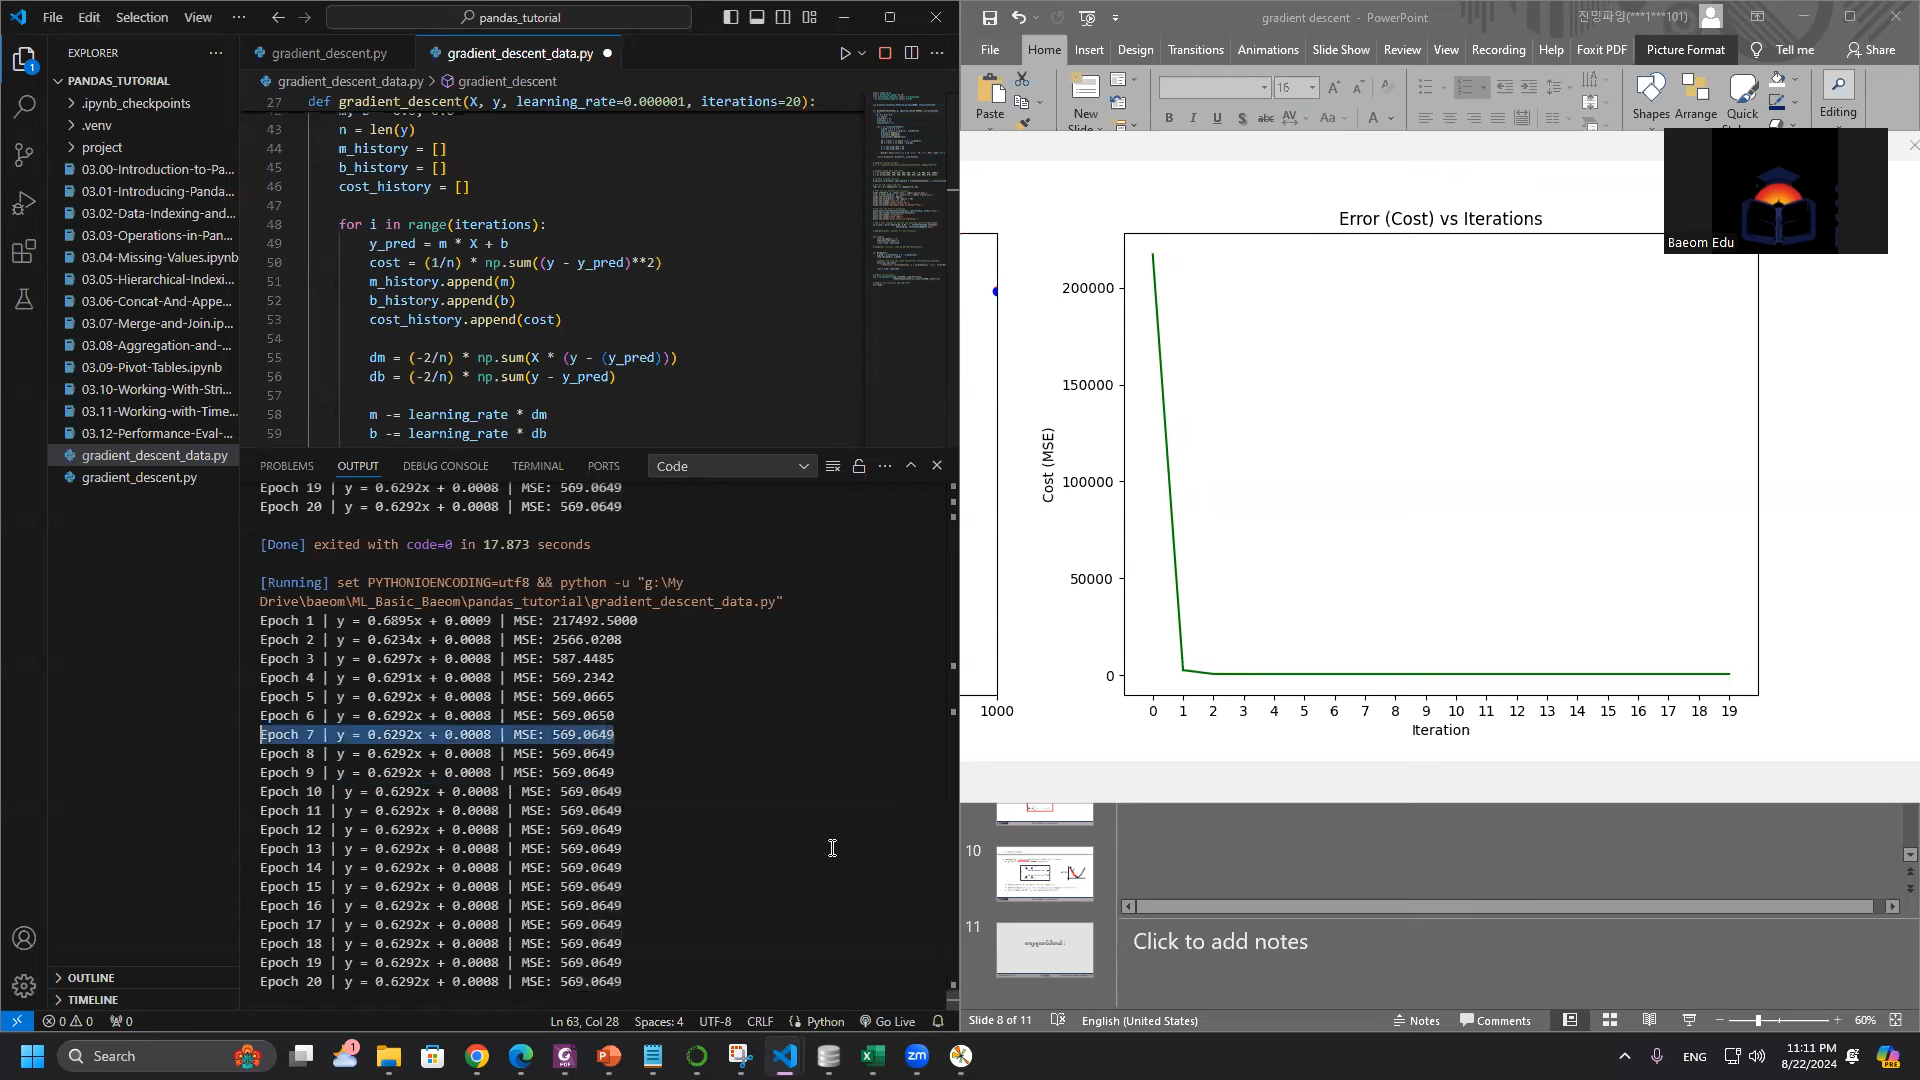 File Edit Selection View ··· pandas_tutorial
EXPLORER
PANDAS_TUTORIAL
.ipynb_checkpoints
.venv
project
03.00-Introduction-to-Pa...
03.01-Introducing-Panda...
03.02-Data-Indexing-and...
03.03-Operations-in-Pan...
03.04-Missing-Values.ipynb
03.05-Hierarchical-Indexi...
03.06-Concat-And-Appe...
03.07-Merge-and-Join.ip...
03.08-Aggregation-and-...
03.09-Pivot-Tables.ipynb
03.10-Working-With-Stri...
03.11-Working-with-Time...
03.12-Performance-Eval-...
gradient_descent_data.py
gradient_descent.py
OUTLINE
TIMELINE
gradient_descent.py gradient_descent_data.py
gradient_descent_data.py > gradient_descent
27 def gradient_descent(X, y, learning_rate=0.000001, iterations=20):
43 n = len(y)
44 m_history = []
45 b_history = []
46 cost_history = []
47
48 for i in range(iterations):
49 y_pred = m * X + b
50 cost = (1/n) * np.sum((y - y_pred)**2)
51 m_history.append(m)
52 b_history.append(b)
53 cost_history.append(cost)
54
55 dm = (-2/n) * np.sum(X * (y - (y_pred)))
56 db = (-2/n) * np.sum(y - y_pred)
57
58 m -= learning_rate * dm
59 b -= learning_rate * db
PROBLEMS OUTPUT DEBUG CONSOLE TERMINAL PORTS Code
Epoch 19 | y = 0.6292x + 0.0008 | MSE: 569.0649
Epoch 20 | y = 0.6292x + 0.0008 | MSE: 569.0649
[Done] exited with code=0 in 17.873 seconds
[Running] set PYTHONIOENCODING=utf8 && python -u "g:\My
Drive\baeom\ML_Basic_Baeom\pandas_tutorial\gradient_descent_data.py"
Epoch 1 | y = 0.6895x + 0.0009 | MSE: 217492.5000
Epoch 2 | y = 0.6234x + 0.0008 | MSE: 2566.0208
Epoch 3 | y = 0.6297x + 0.0008 | MSE: 587.4485
Epoch 4 | y = 0.6291x + 0.0008 | MSE: 569.2342
Epoch 5 | y = 0.6292x + 0.0008 | MSE: 569.0665
Epoch 6 | y = 0.6292x + 0.0008 | MSE: 569.0650
Epoch 7 | y = 0.6292x + 0.0008 | MSE: 569.0649
Epoch 8 | y = 0.6292x + 0.0008 | MSE: 569.0649
Epoch 9 | y = 0.6292x + 0.0008 | MSE: 569.0649
Epoch 10 | y = 0.6292x + 0.0008 | MSE: 569.0649
Epoch 11 | y = 0.6292x + 0.0008 | MSE: 569.0649
Epoch 12 | y = 0.6292x + 0.0008 | MSE: 569.0649
Epoch 13 | y = 0.6292x + 0.0008 | MSE: 569.0649
Epoch 14 | y = 0.6292x + 0.0008 | MSE: 569.0649
Epoch 15 | y = 0.6292x + 0.0008 | MSE: 569.0649
Epoch 16 | y = 0.6292x + 0.0008 | MSE: 569.0649
Epoch 17 | y = 0.6292x + 0.0008 | MSE: 569.0649
Epoch 18 | y = 0.6292x + 0.0008 | MSE: 569.0649
Epoch 19 | y = 0.6292x + 0.0008 | MSE: 569.0649
Epoch 20 | y = 0.6292x + 0.0008 | MSE: 569.0649
0 0 0 Ln 63, Col 28 Spaces: 4 UTF-8 CRLF Python Go Live
gradient descent - PowerPoint 진밍파잉(***1***101)
File Home Insert Design Transitions Animations Slide Show Review View Recording Help Foxit PDF Picture Format Tell me Share
Paste New Slide 16 B I U S abc AV Aa A Shapes Arrange Quick Editing
Baeom Edu
Error (Cost) vs Iterations
200000
150000
100000
50000
0
Cost (MSE)
1000 0 1 2 3 4 5 6 7 8 9 10 11 12 13 14 15 16 17 18 19
Iteration
10
11
Click to add notes
Slide 8 of 11 English (United States) Notes Comments 60%
Search ENG 11:11 PM
8/22/2024